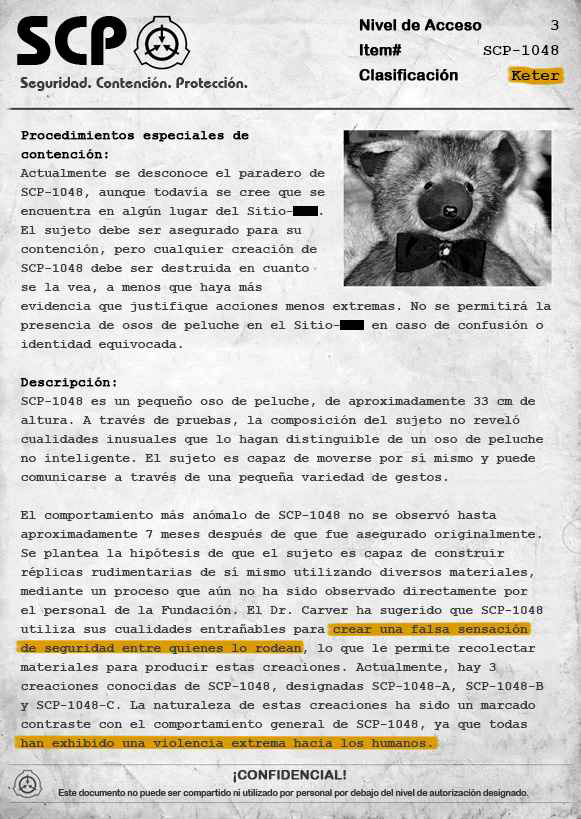 SCP
Seguridad. Contención. Protección.
Nivel de Acceso 3
Item# SCP-1048
Clasificación Keter
Procedimientos especiales de
contención:
Actualmente se desconoce el paradero de
SCP-1048, aunque todavía se cree que se
encuentra en algún lugar del Sitio-.
El sujeto debe ser asegurado para su
contención, pero cualquier creación de
SCP-1048 debe ser destruida en cuanto
se la vea, a menos que haya más
evidencia que justifique acciones menos extremas. No se permitirá la
presencia de osos de peluche en el Sitio- en caso de confusión o
identidad equivocada.
Descripción:
SCP-1048 es un pequeño oso de peluche, de aproximadamente 33 cm de
altura. A través de pruebas, la composición del sujeto no reveló
cualidades inusuales que lo hagan distinguible de un oso de peluche
no inteligente. El sujeto es capaz de moverse por sí mismo y puede
comunicarse a través de una pequeña variedad de gestos.
El comportamiento más anómalo de SCP-1048 no se observó hasta
aproximadamente 7 meses después de que fue asegurado originalmente.
Se plantea la hipótesis de que el sujeto es capaz de construir
réplicas rudimentarias de sí mismo utilizando diversos materiales,
mediante un proceso que aún no ha sido observado directamente por
el personal de la Fundación. El Dr. Carver ha sugerido que SCP-1048
utiliza sus cualidades entrañables para crear una falsa sensación
de seguridad entre quienes lo rodean, lo que le permite recolectar
materiales para producir estas creaciones. Actualmente, hay 3
creaciones conocidas de SCP-1048, designadas SCP-1048-A, SCP-1048-B
y SCP-1048-C. La naturaleza de estas creaciones ha sido un marcado
contraste con el comportamiento general de SCP-1048, ya que todas
han exhibido una violencia extrema hacia los humanos.
¡CONFIDENCIAL!
Este documento no puede ser compartido ni utilizado por personal por debajo del nivel de autorización designado.